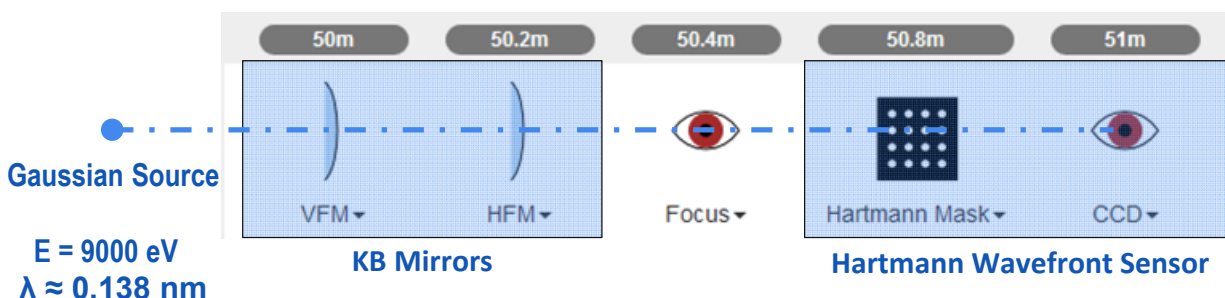 50m 50.2m 50.4m 50.8m 51m
Gaussian Source
VFM HFM Focus Hartmann Mask CCD
E = 9000 eV
λ ≈ 0.138 nm
KB Mirrors
Hartmann Wavefront Sensor